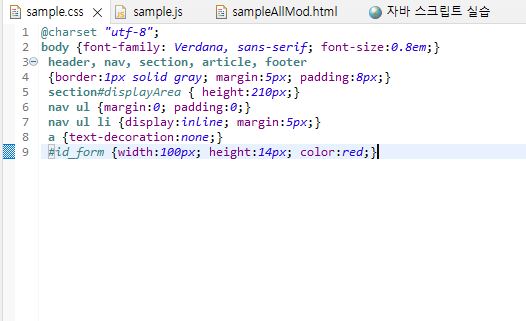 sample.css sample.js sampleAllMod.html 자바 스크립트 실습
1 @charset "utf-8";
2 body {font-family: Verdana, sans-serif; font-size:0.8em;}
3 header, nav, section, article, footer
4 {border:1px solid gray; margin:5px; padding:8px;}
5 section#displayArea { height:210px;}
6 nav ul {margin:0; padding:0;}
7 nav ul li {display:inline; margin:5px;}
8 a {text-decoration:none;}
9 #id_form {width:100px; height:14px; color:red;}